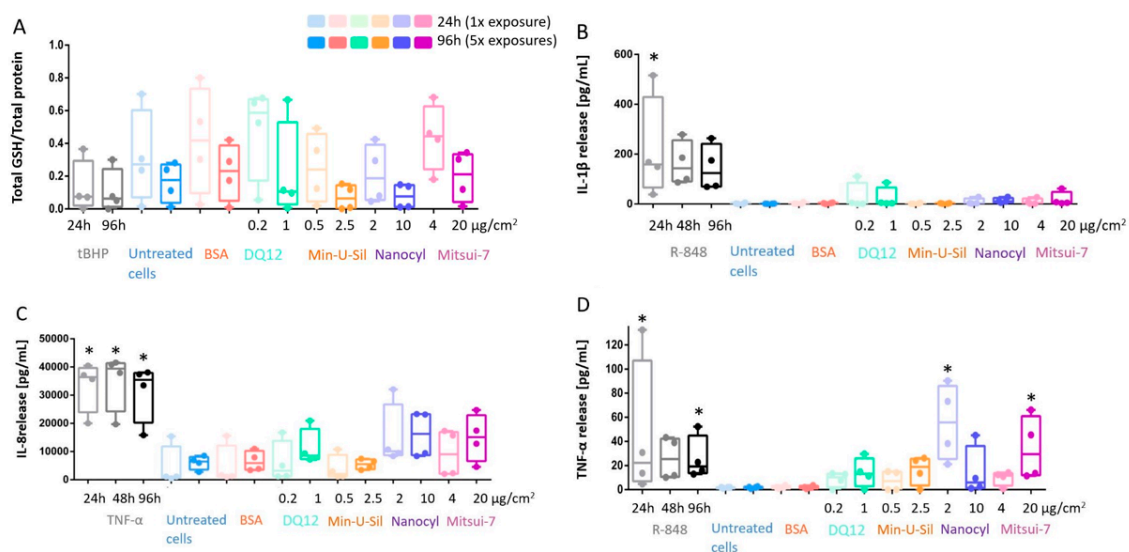 A
24h (1x exposure)
96h (5x exposures)
Total GSH/Total protein
1.0
0.8
0.6
0.4
0.2
0.0
24h 96h
0.2 1 0.5 2.5 2 10 4 20 µg/cm²
tBHP Untreated cells BSA DQ12 Min-U-Sil Nanocyl Mitsui-7
B
IL-1β release [pg/mL]
600
400
200
0
24 48h 96h
0.2 1 0.5 2.5 2 10 4 20 µg/cm²
R-848 Untreated cells BSA DQ12 Min-U-Sil Nanocyl Mitsui-7
*
C
IL-8release [pg/mL]
50000
40000
30000
20000
10000
0
* * *
24h 48h 96h
0.2 1 0.5 2.5 2 10 4 20 µg/cm²
TNF-α Untreated cells BSA DQ12 Min-U-Sil Nanocyl Mitsui-7
D
TNF-α release [pg/mL]
120
100
80
60
40
20
0
* * * *
24h 48h 96h
0.2 1 0.5 2.5 2 10 4 20 µg/cm²
R-848 Untreated cells BSA DQ12 Min-U-Sil Nanocyl Mitsui-7